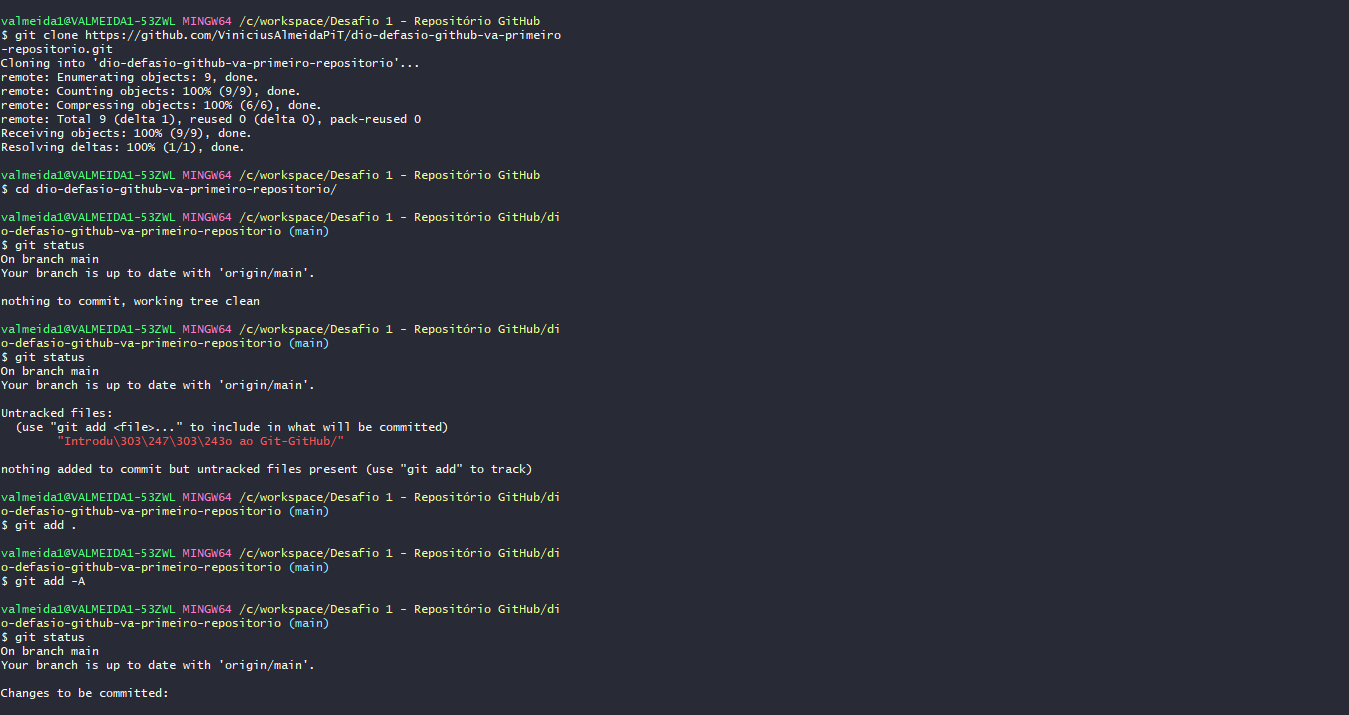 valmeida1@VALMEIDA1-53ZWL MINGW64 /c/workspace/Desafio 1 - Repositório GitHub
$ git clone https://github.com/ViniciusAlmeidaPiT/dio-defasio-github-va-primeiro
-repositorio.git
Cloning into 'dio-defasio-github-va-primeiro-repositorio'...
remote: Enumerating objects: 9, done.
remote: Counting objects: 100% (9/9), done.
remote: Compressing objects: 100% (6/6), done.
remote: Total 9 (delta 1), reused 0 (delta 0), pack-reused 0
Receiving objects: 100% (9/9), done.
Resolving deltas: 100% (1/1), done.
valmeida1@VALMEIDA1-53ZWL MINGW64 /c/workspace/Desafio 1 - Repositório GitHub
$ cd dio-defasio-github-va-primeiro-repositorio/
valmeida1@VALMEIDA1-53ZWL MINGW64 /c/workspace/Desafio 1 - Repositório GitHub/di
o-defasio-github-va-primeiro-repositorio (main)
$ git status
On branch main
Your branch is up to date with 'origin/main'.
nothing to commit, working tree clean
valmeida1@VALMEIDA1-53ZWL MINGW64 /c/workspace/Desafio 1 - Repositório GitHub/di
o-defasio-github-va-primeiro-repositorio (main)
$ git status
On branch main
Your branch is up to date with 'origin/main'.
Untracked files:
(use "git add <file>..." to include in what will be committed)
"Introdu\303\247\303\243o ao Git-GitHub/"
nothing added to commit but untracked files present (use "git add" to track)
valmeida1@VALMEIDA1-53ZWL MINGW64 /c/workspace/Desafio 1 - Repositório GitHub/di
o-defasio-github-va-primeiro-repositorio (main)
$ git add .
valmeida1@VALMEIDA1-53ZWL MINGW64 /c/workspace/Desafio 1 - Repositório GitHub/di
o-defasio-github-va-primeiro-repositorio (main)
$ git add -A
valmeida1@VALMEIDA1-53ZWL MINGW64 /c/workspace/Desafio 1 - Repositório GitHub/di
o-defasio-github-va-primeiro-repositorio (main)
$ git status
On branch main
Your branch is up to date with 'origin/main'.
Changes to be committed: